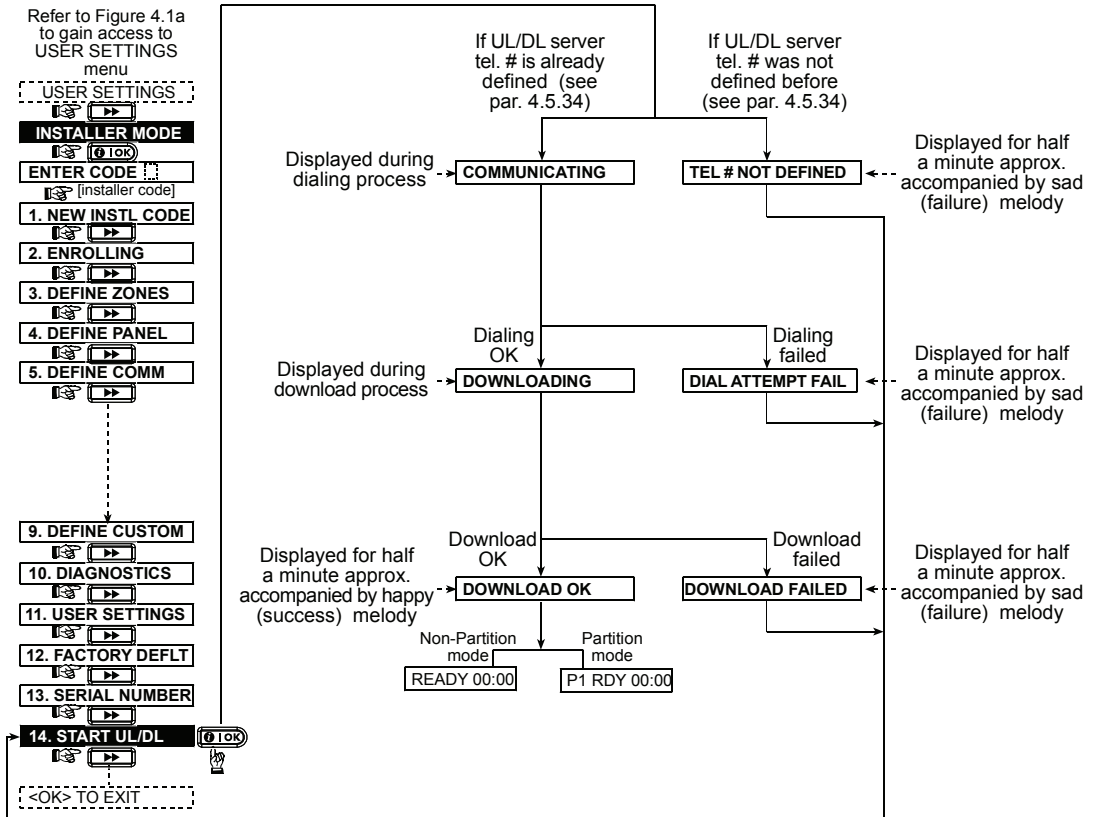 Refer to Figure 4.1a
to gain access to
USER SETTINGS
menu
USER SETTINGS
INSTALLER MODE
OK
ENTER CODE
[installer code]
1. NEW INSTL CODE
2. ENROLLING
3. DEFINE ZONES
4. DEFINE PANEL
5. DEFINE COMM
9. DEFINE CUSTOM
10. DIAGNOSTICS
11. USER SETTINGS
12. FACTORY DEFLT
13. SERIAL NUMBER
14. START UL/DL
OK
<OK> TO EXIT
If UL/DL server
tel. # is already
defined (see
par. 4.5.34)
If UL/DL server
tel. # was not
defined before
(see par. 4.5.34)
Displayed during
dialing process
COMMUNICATING
TEL # NOT DEFINED
Displayed for half
a minute approx.
accompanied by sad
(failure) melody
Dialing
OK
Dialing
failed
Displayed during
download process
DOWNLOADING
DIAL ATTEMPT FAIL
Displayed for half
a minute approx.
accompanied by sad
(failure) melody
Download
OK
Download
failed
Displayed for half
a minute approx.
accompanied by happy
(success) melody
DOWNLOAD OK
DOWNLOAD FAILED
Displayed for half
a minute approx.
accompanied by sad
(failure) melody
Non-Partition
mode
Partition
mode
READY 00:00
P1 RDY 00:00